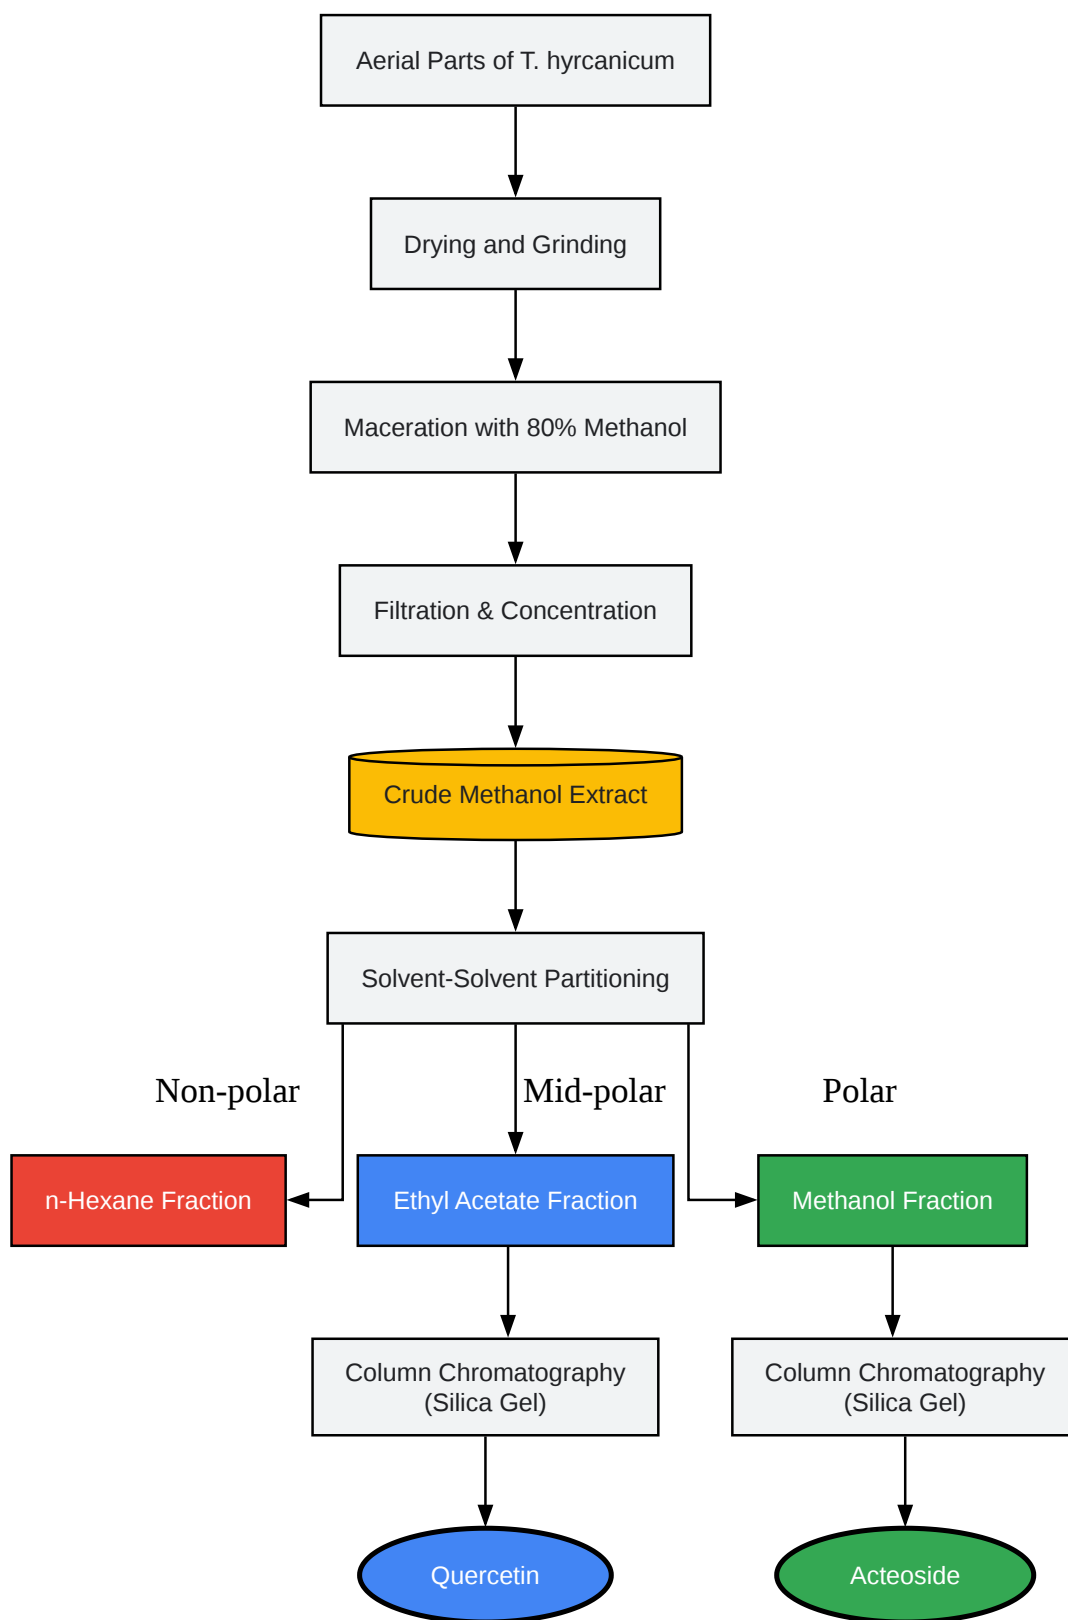 Aerial Parts of T. hyrcanicum
Drying and Grinding
Maceration with 80% Methanol
Filtration & Concentration
Crude Methanol Extract
Solvent-Solvent Partitioning
Non-polar
Mid-polar
Polar
n-Hexane Fraction
Ethyl Acetate Fraction
Methanol Fraction
Column Chromatography
(Silica Gel)
Column Chromatography
(Silica Gel)
Quercetin
Acteoside